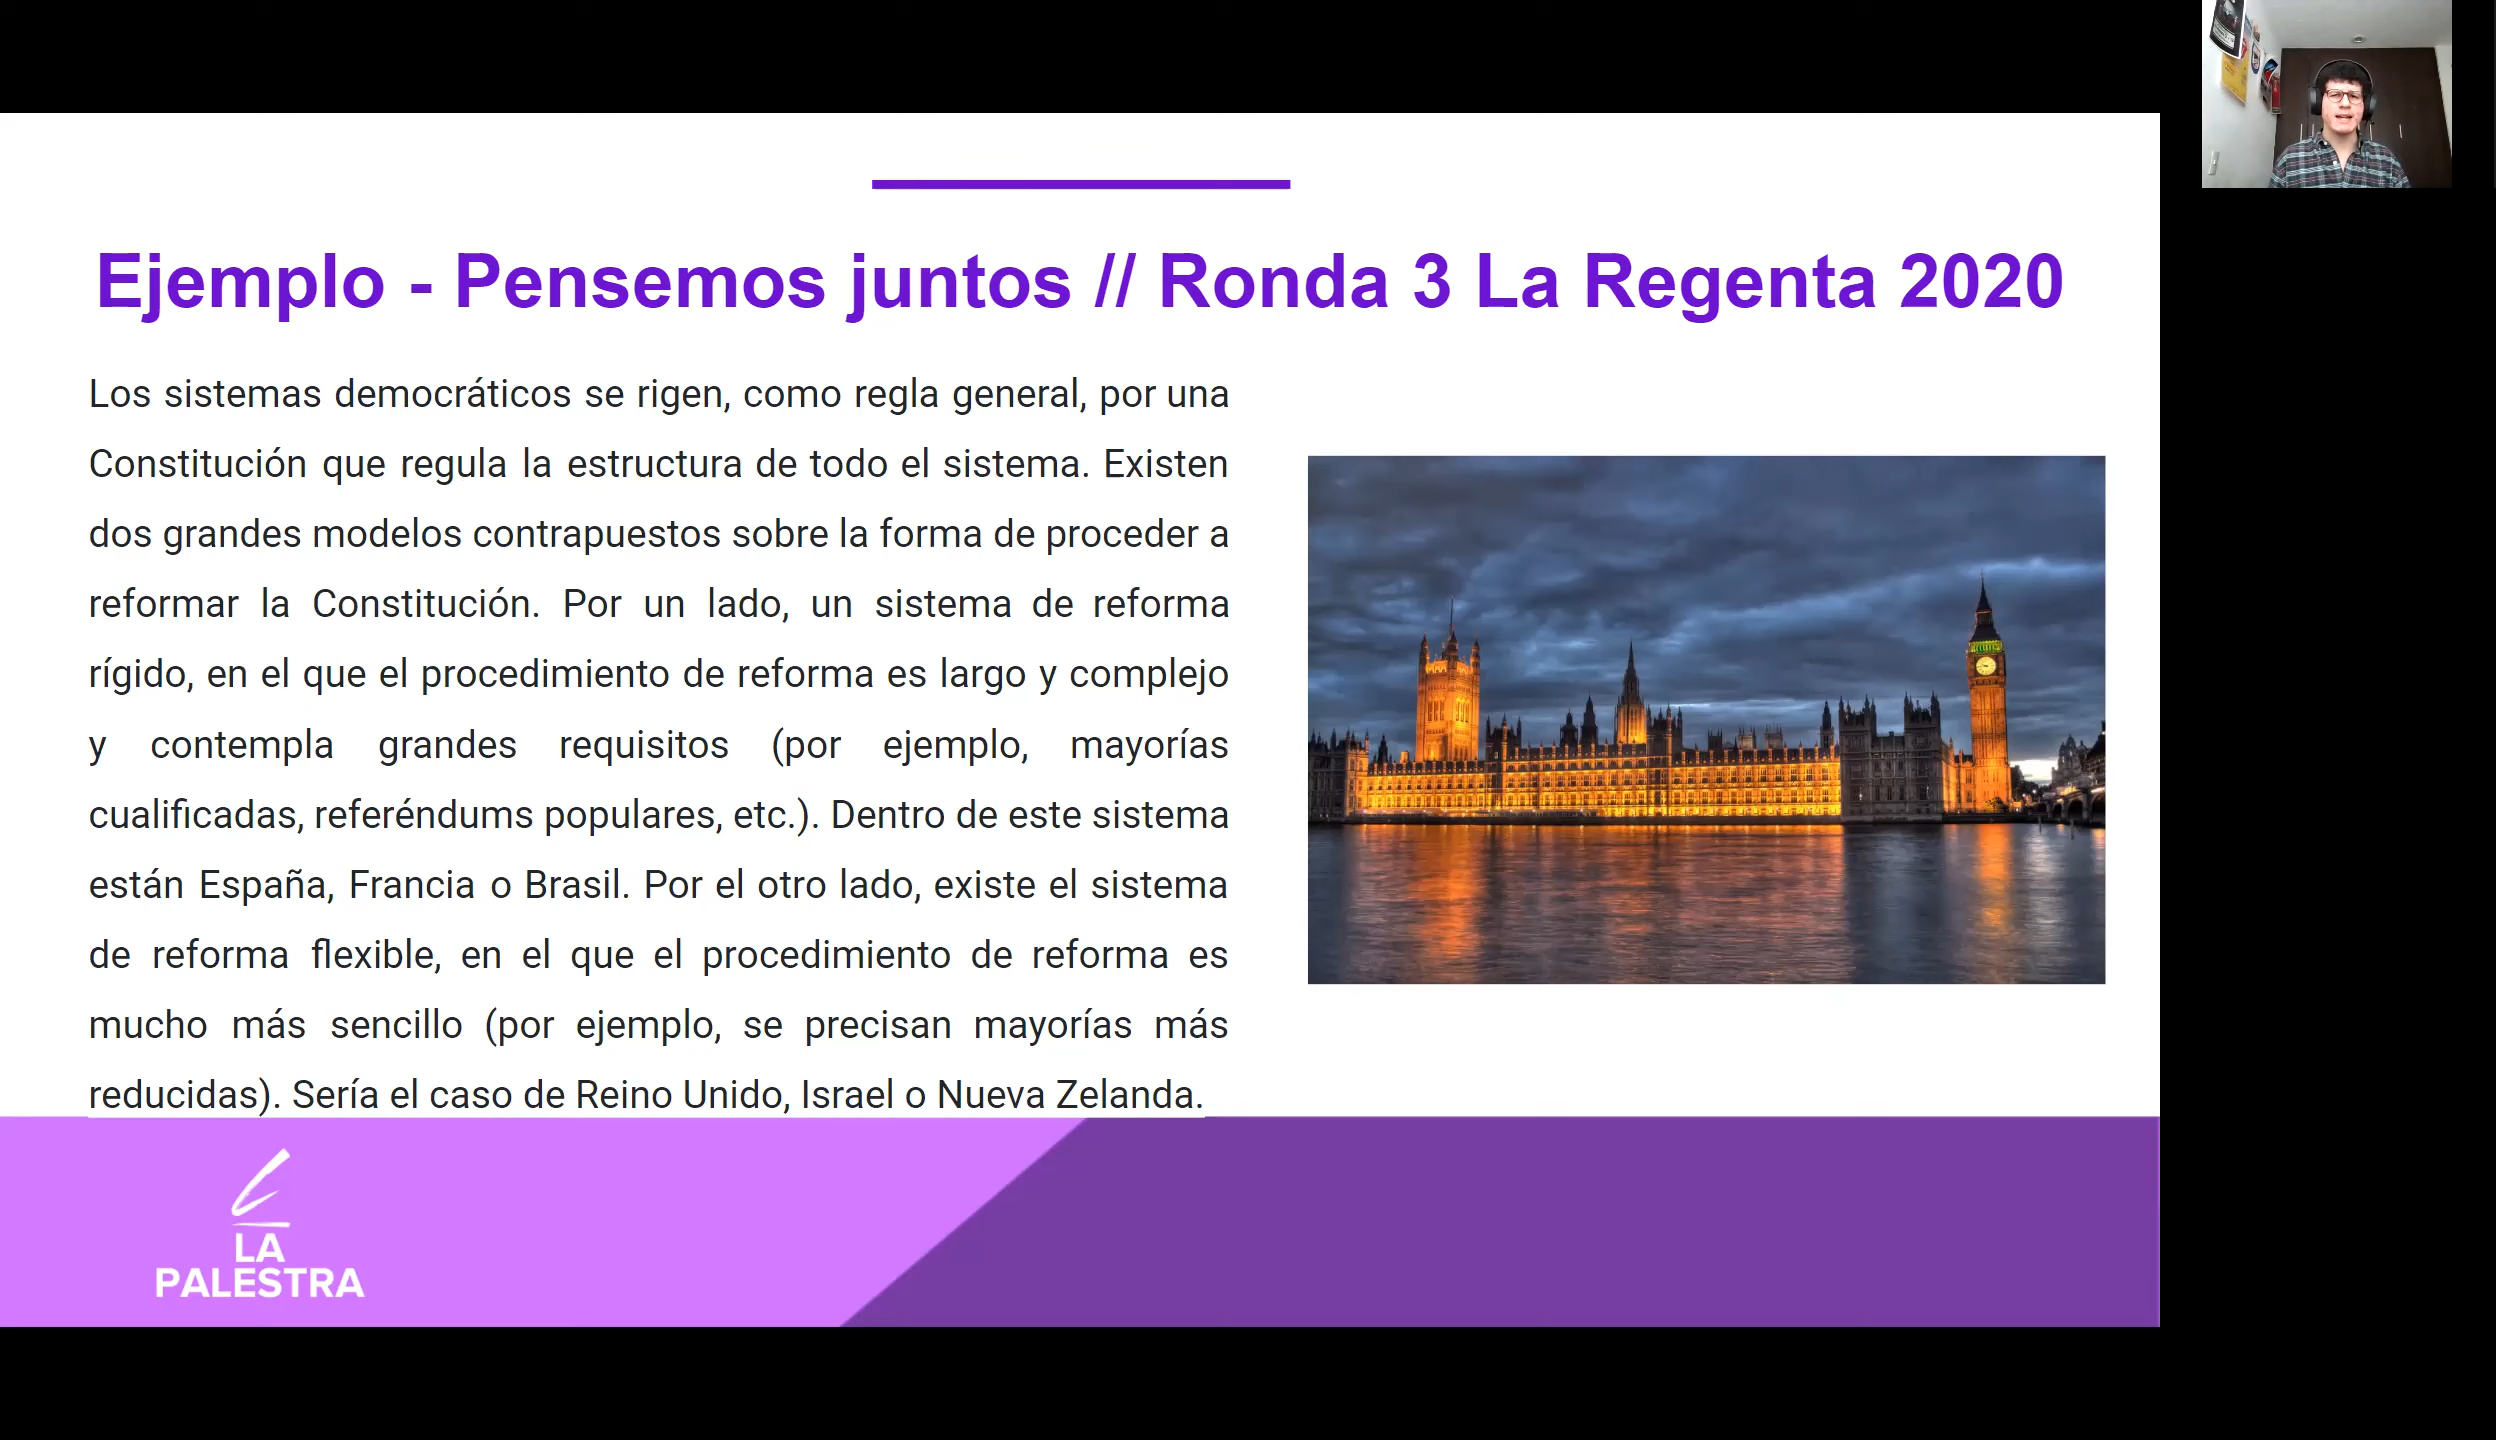 Ejemplo - Pensemos juntos // Ronda 3 La Regenta 2020
Los sistemas democráticos se rigen, como regla general, por una
Constitución que regula la estructura de todo el sistema. Existen
dos grandes modelos contrapuestos sobre la forma de proceder a
reformar la Constitución. Por un lado, un sistema de reforma
rígido, en el que el procedimiento de reforma es largo y complejo
y contempla grandes requisitos (por ejemplo, mayorías
cualificadas, referéndums populares, etc.). Dentro de este sistema
están España, Francia o Brasil. Por el otro lado, existe el sistema
de reforma flexible, en el que el procedimiento de reforma es
mucho más sencillo (por ejemplo, se precisan mayorías más
reducidas). Sería el caso de Reino Unido, Israel o Nueva Zelanda.
LA
PALESTRA